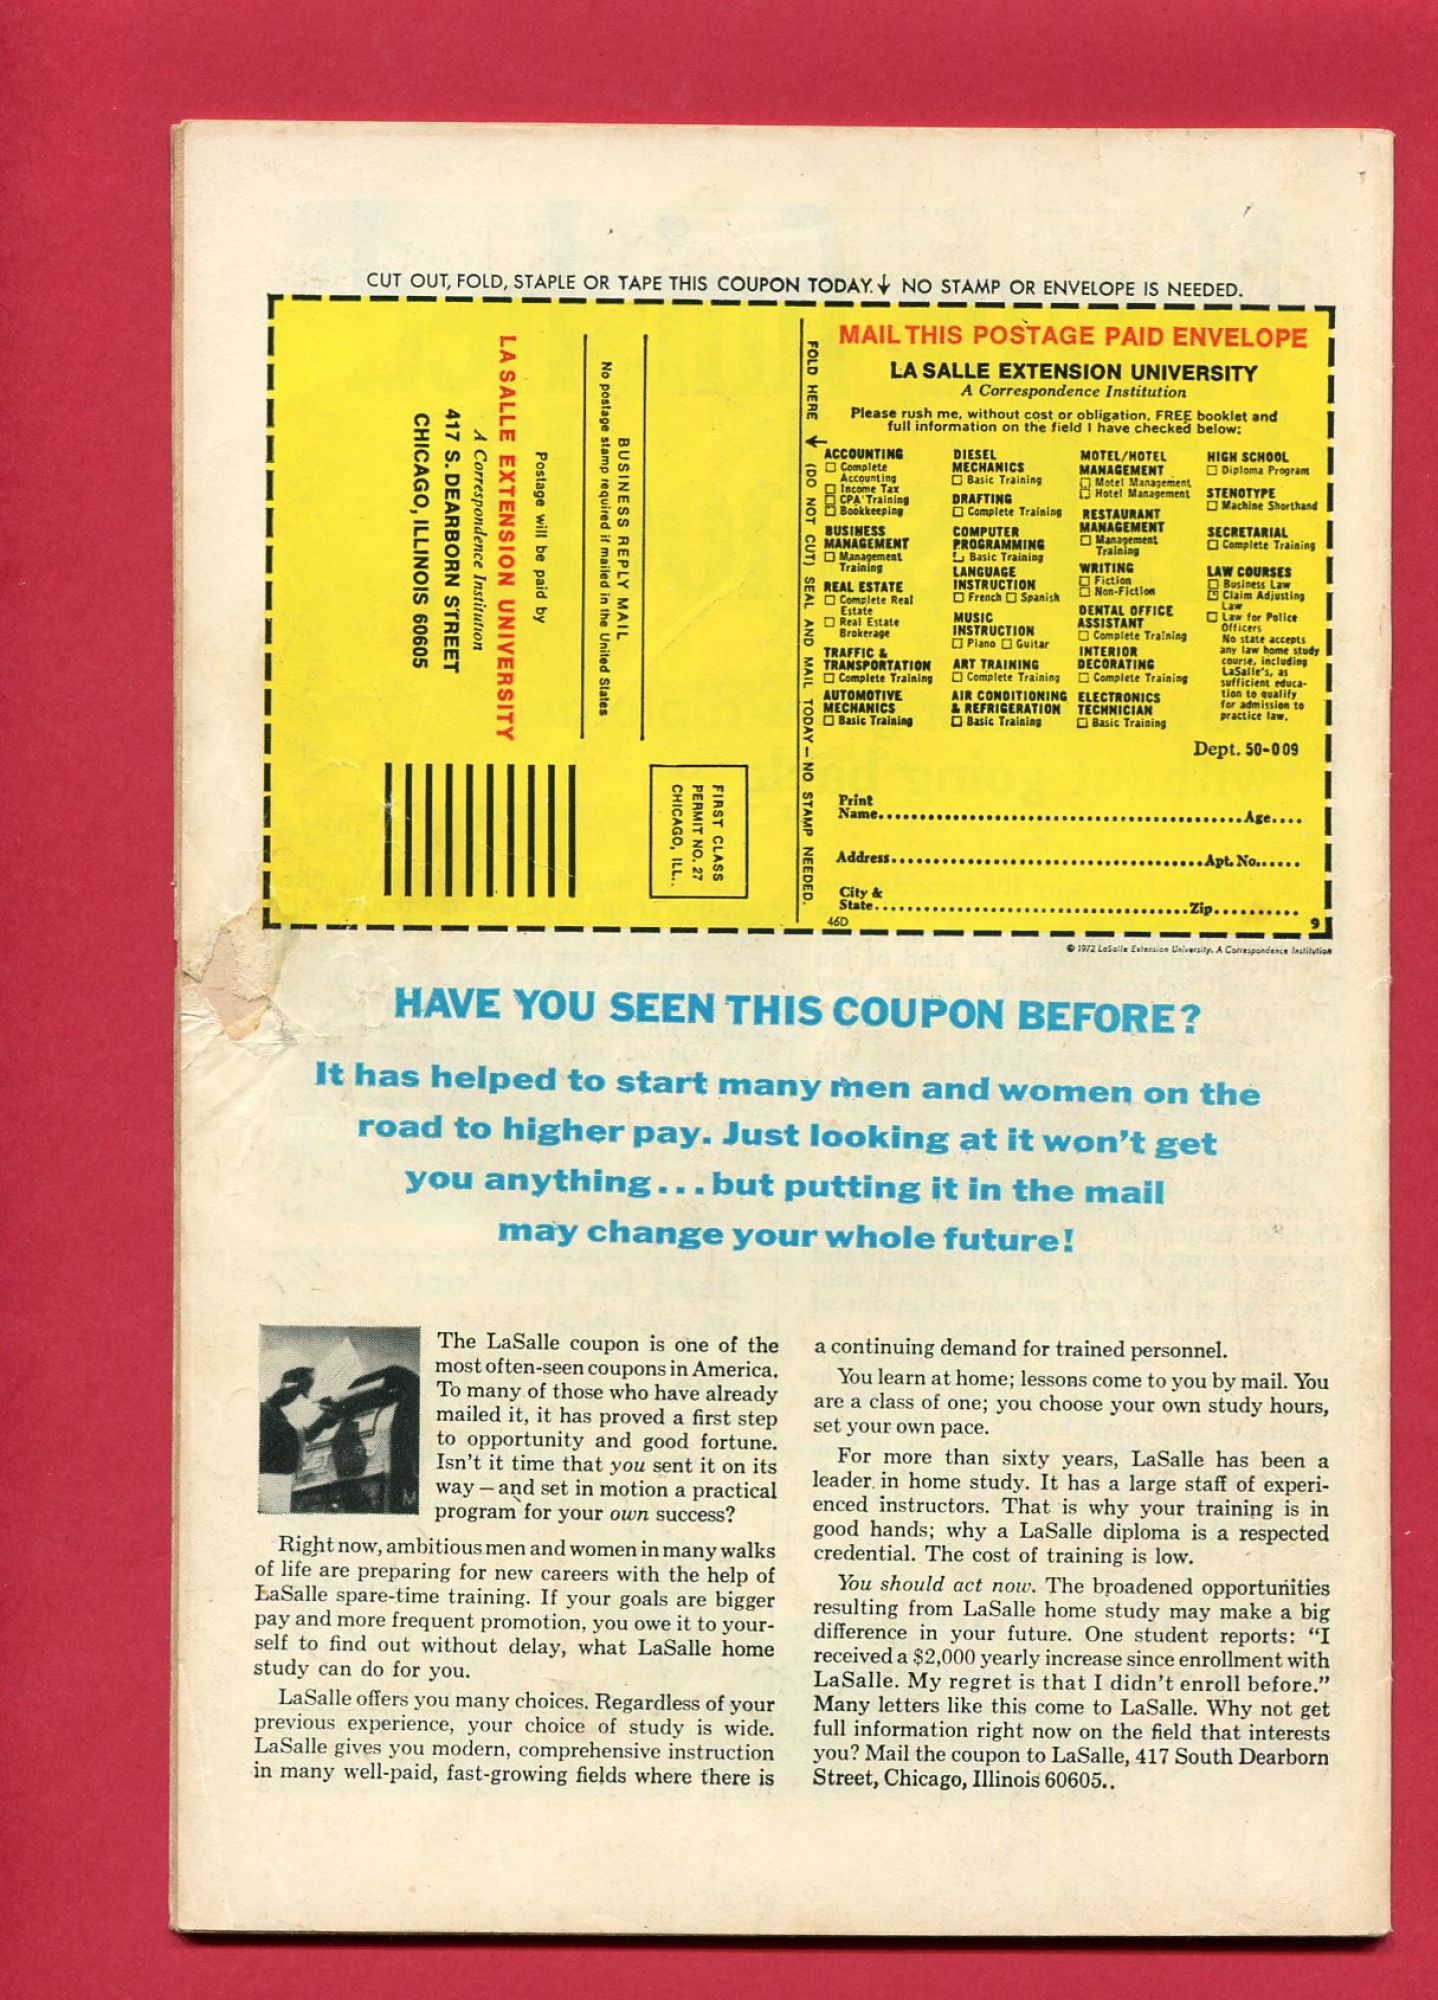 CUT OUT, FOLD, STAPLE OR TAPE THIS COUPON TODAY. ↓ NO STAMP OR ENVELOPE IS NEEDED.
LA SALLE EXTENSION UNIVERSITY
A Correspondence Institution
417 S. DEARBORN STREET
CHICAGO, ILLINOIS 60605
Postage will be paid by
BUSINESS REPLY MAIL
No postage stamp required if mailed in the United States
FIRST CLASS
PERMIT NO. 27
CHICAGO, ILL..
FOLD HERE ↓ (DO NOT CUT) SEAL AND MAIL TODAY — NO STAMP NEEDED.
MAIL THIS POSTAGE PAID ENVELOPE
LA SALLE EXTENSION UNIVERSITY
A Correspondence Institution
Please rush me, without cost or obligation, FREE booklet and
full information on the field I have checked below:
ACCOUNTING
☐ Complete
Accounting
☐ Income Tax
☐ CPA Training
☐ Bookkeeping
BUSINESS
MANAGEMENT
☐ Management
Training
REAL ESTATE
☐ Complete Real
Estate
☐ Real Estate
Brokerage
TRAFFIC &
TRANSPORTATION
☐ Complete Training
AUTOMOTIVE
MECHANICS
☐ Basic Training
DIESEL
MECHANICS
☐ Basic Training
DRAFTING
☐ Complete Training
COMPUTER
PROGRAMMING
☐ Basic Training
LANGUAGE
INSTRUCTION
☐ French ☐ Spanish
MUSIC
INSTRUCTION
☐ Piano ☐ Guitar
ART TRAINING
☐ Complete Training
AIR CONDITIONING
& REFRIGERATION
☐ Basic Training
MOTEL/HOTEL
MANAGEMENT
☐ Motel Management
☐ Hotel Management
RESTAURANT
MANAGEMENT
☐ Management
Training
WRITING
☐ Fiction
☐ Non-Fiction
DENTAL OFFICE
ASSISTANT
☐ Complete Training
INTERIOR
DECORATING
☐ Complete Training
ELECTRONICS
TECHNICIAN
☐ Basic Training
HIGH SCHOOL
☐ Diploma Program
STENOTYPE
☐ Machine Shorthand
SECRETARIAL
☐ Complete Training
LAW COURSES
☐ Business Law
☐ Claim Adjusting
Law
☐ Law for Police
Officers
No state accepts
any law home study
course, including
LaSalle's, as
sufficient educa-
tion to qualify
for admission to
practice law.
Dept. 50-009
Print
Name........................................Age....
Address..................................Apt. No......
City &
State..................................Zip..........
46D 9
© 1972 LaSalle Extension University. A Correspondence Institution
HAVE YOU SEEN THIS COUPON BEFORE?
It has helped to start many men and women on the
road to higher pay. Just looking at it won't get
you anything...but putting it in the mail
may change your whole future!
The LaSalle coupon is one of the
most often-seen coupons in America.
To many of those who have already
mailed it, it has proved a first step
to opportunity and good fortune.
Isn't it time that you sent it on its
way — and set in motion a practical
program for your own success?
Right now, ambitious men and women in many walks
of life are preparing for new careers with the help of
LaSalle spare-time training. If your goals are bigger
pay and more frequent promotion, you owe it to your-
self to find out without delay, what LaSalle home
study can do for you.
LaSalle offers you many choices. Regardless of your
previous experience, your choice of study is wide.
LaSalle gives you modern, comprehensive instruction
in many well-paid, fast-growing fields where there is
a continuing demand for trained personnel.
You learn at home; lessons come to you by mail. You
are a class of one; you choose your own study hours,
set your own pace.
For more than sixty years, LaSalle has been a
leader in home study. It has a large staff of experi-
enced instructors. That is why your training is in
good hands; why a LaSalle diploma is a respected
credential. The cost of training is low.
You should act now. The broadened opportunities
resulting from LaSalle home study may make a big
difference in your future. One student reports: "I
received a $2,000 yearly increase since enrollment with
LaSalle. My regret is that I didn't enroll before."
Many letters like this come to LaSalle. Why not get
full information right now on the field that interests
you? Mail the coupon to LaSalle, 417 South Dearborn
Street, Chicago, Illinois 60605..